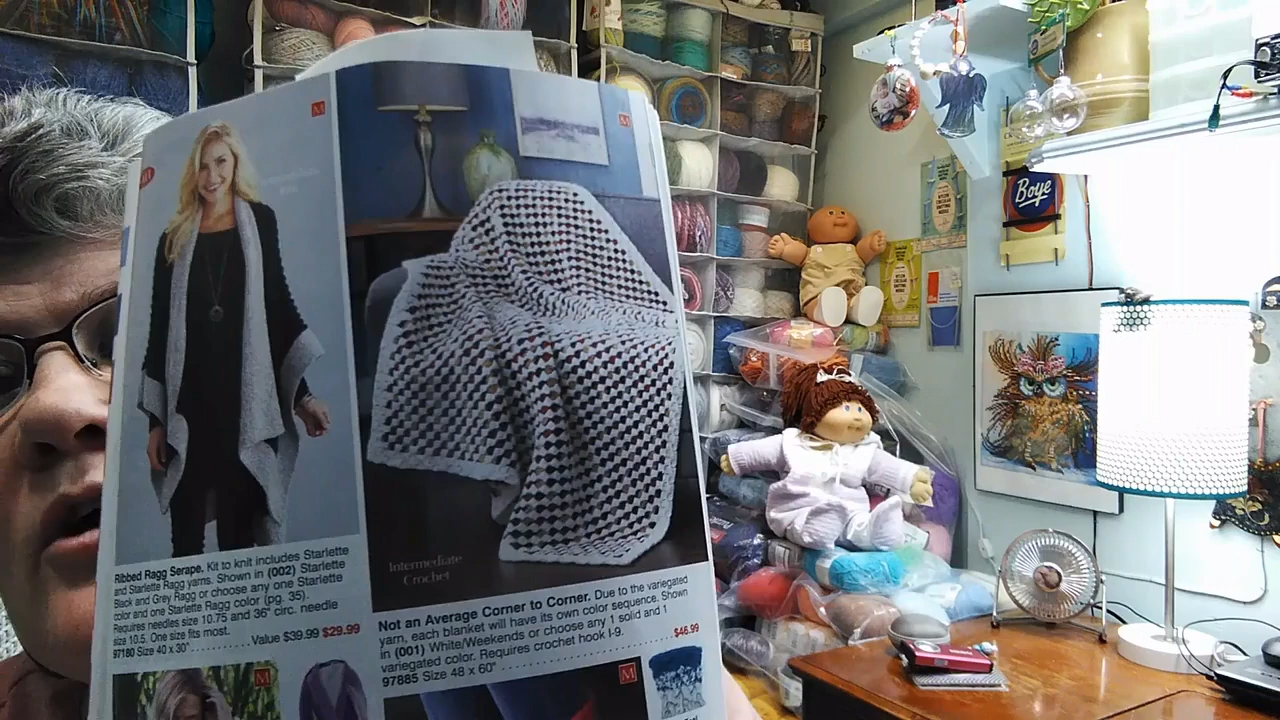 Ribbed Ragg Serape. Kit to knit includes Starlette
and Starlette Ragg yarns. Shown in (002) Starlette
Black and Grey Ragg or choose any one Starlette
color and one Starlette Ragg color (pg. 35).
Requires needles size 10.75 and 36" circ. needle
size 10.5. One size fits most.
97180 Size 40 x 30" Value $39.99 $29.99
M
M
Intermediate
Crochet
Not an Average Corner to Corner. Due to the variegated
yarn, each blanket will have its own color sequence. Shown
in (001) White/Weekends or choose any 1 solid and 1
variegated color. Requires crochet hook I-9.
97885 Size 48 x 60" $46.99
M
M
Boye